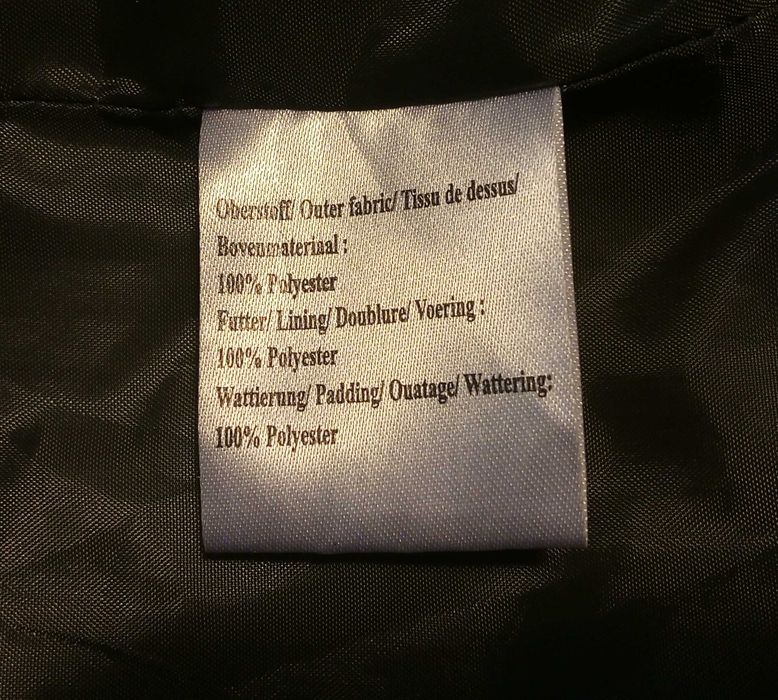 Oberstoff/ Outer fabric/ Tissu de dessus/
Bovenmateriaal :
100% Polyester
Futter/ Lining/ Doublure/ Voering :
100% Polyester
Wattierung/ Padding/ Ouatage/ Wattering:
100% Polyester